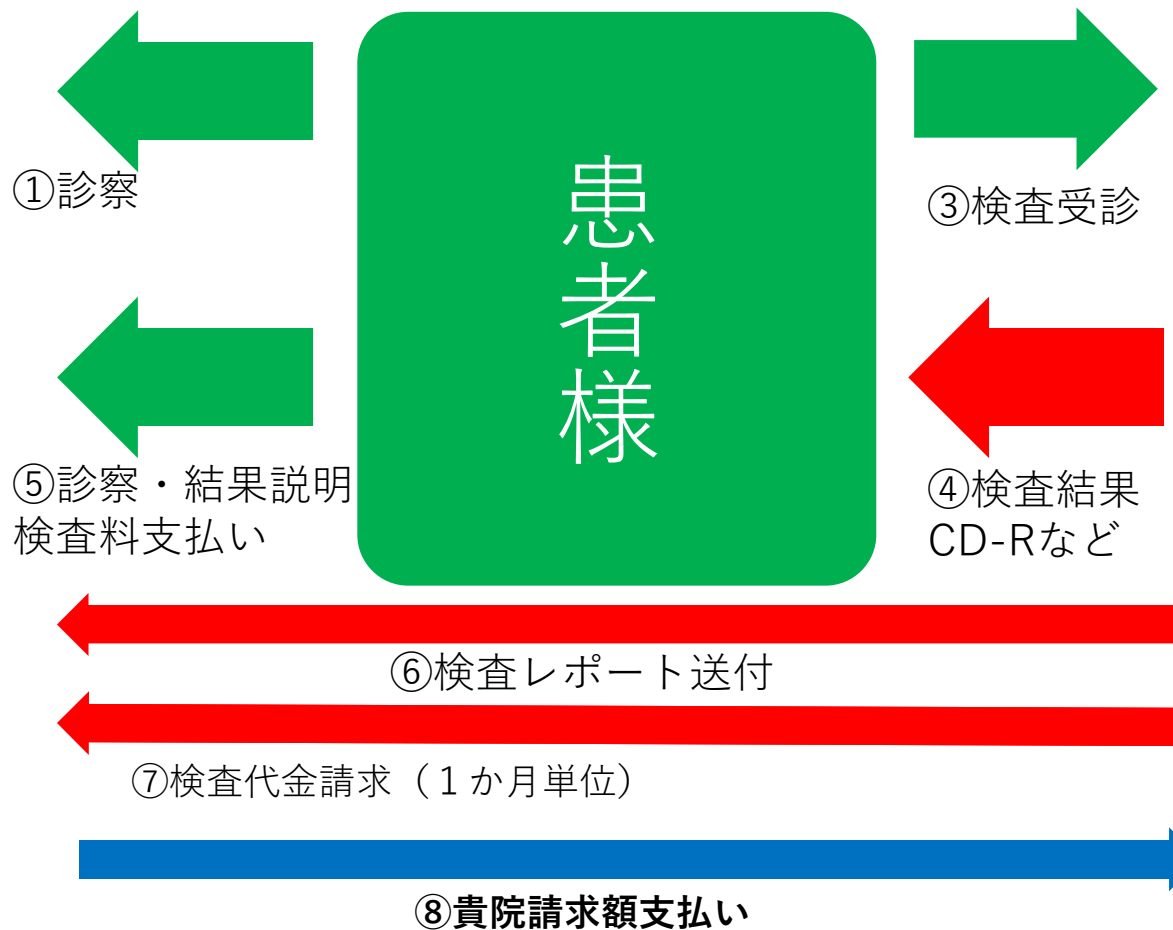 ①診察
患者様
③検査受診
⑤診察・結果説明
検査料支払い
④検査結果
CD-Rなど
⑥検査レポート送付
⑦検査代金請求（１か月単位）
⑧貴院請求額支払い